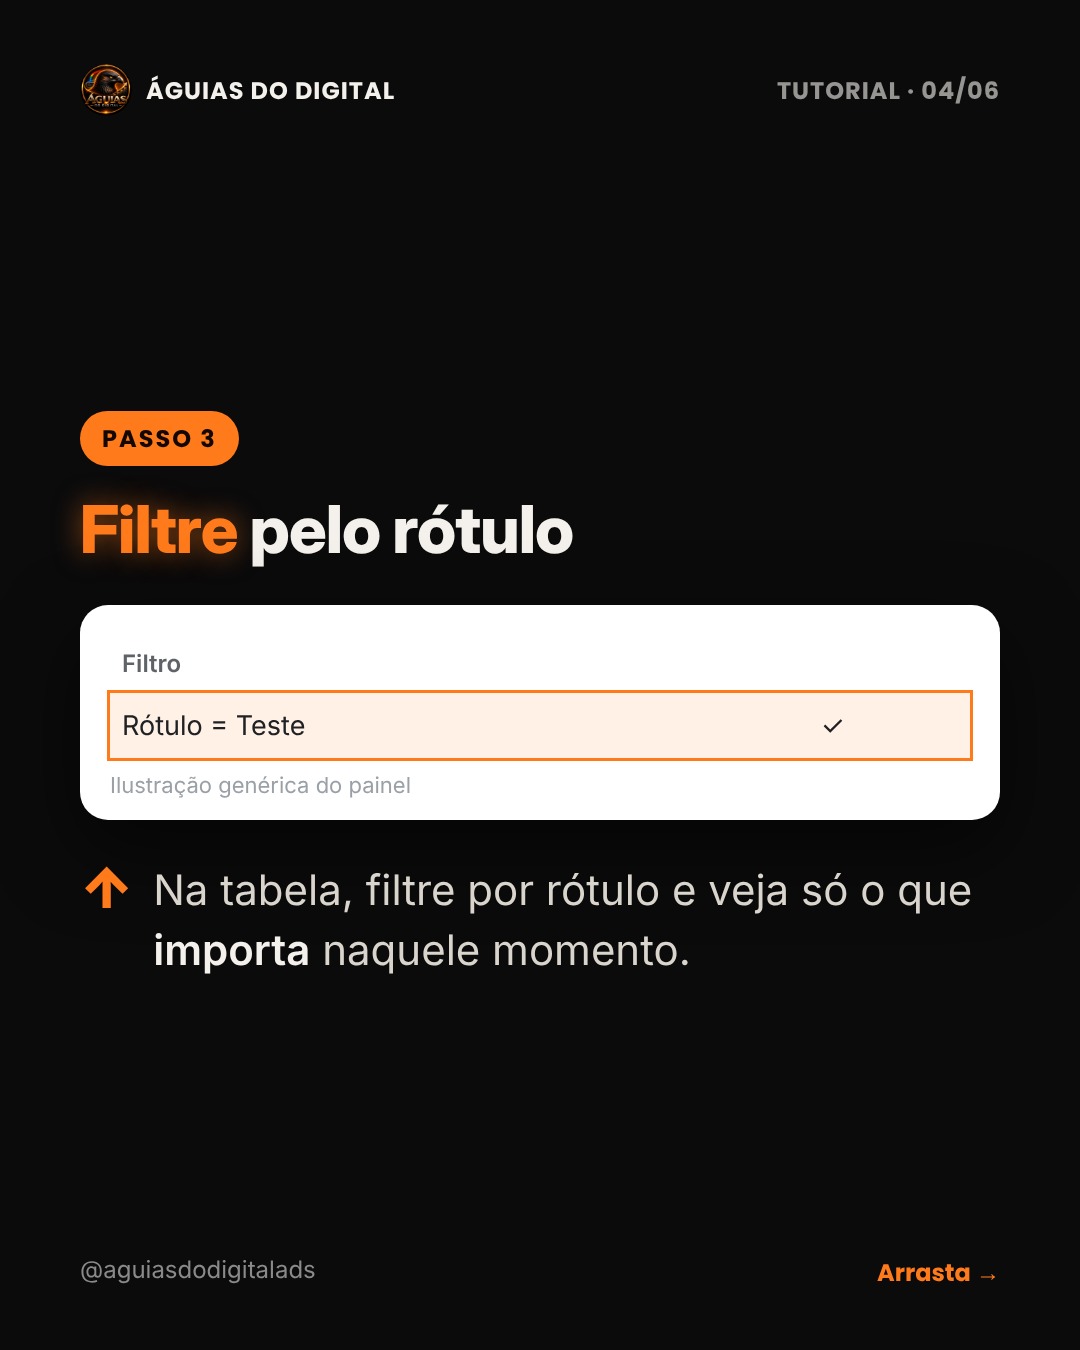 ÁGUIAS
ÁGUIAS DO DIGITAL
TUTORIAL · 04/06
PASSO 3
Filtre pelo rótulo
Filtro
Rótulo = Teste ✓
Ilustração genérica do painel
↑ Na tabela, filtre por rótulo e veja só o que
importa naquele momento.
@aguiasdodigitalads
Arrasta →